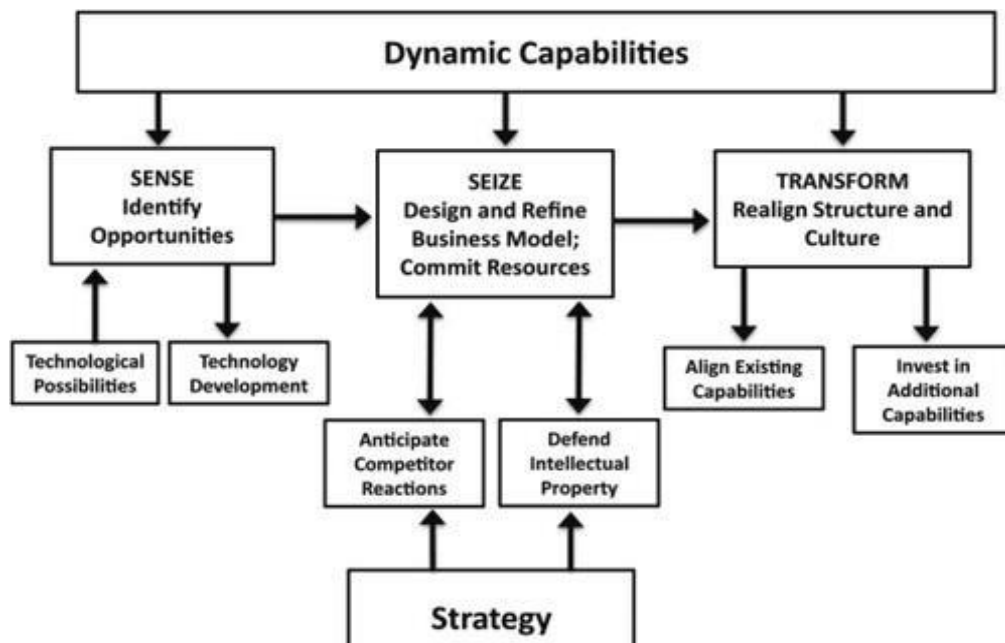 Dynamic Capabilities
SENSE
Identify
Opportunities
SEIZE
Design and Refine
Business Model;
Commit Resources
TRANSFORM
Realign Structure and
Culture
Technological
Possibilities
Technology
Development
Anticipate
Competitor
Reactions
Defend
Intellectual
Property
Align Existing
Capabilities
Invest in
Additional
Capabilities
Strategy